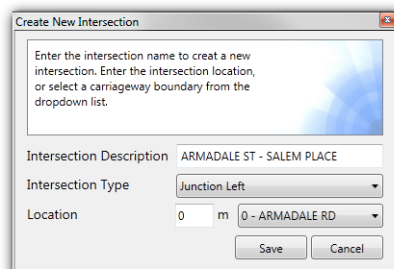 Create New Intersection
Enter the intersection name to creat a new
intersection. Enter the intersection location,
or select a carriageway boundary from the
dropdown list.
Intersection Description ARMADALE ST - SALEM PLACE
Intersection Type Junction Left
Location 0 m 0 - ARMADALE RD
Save Cancel